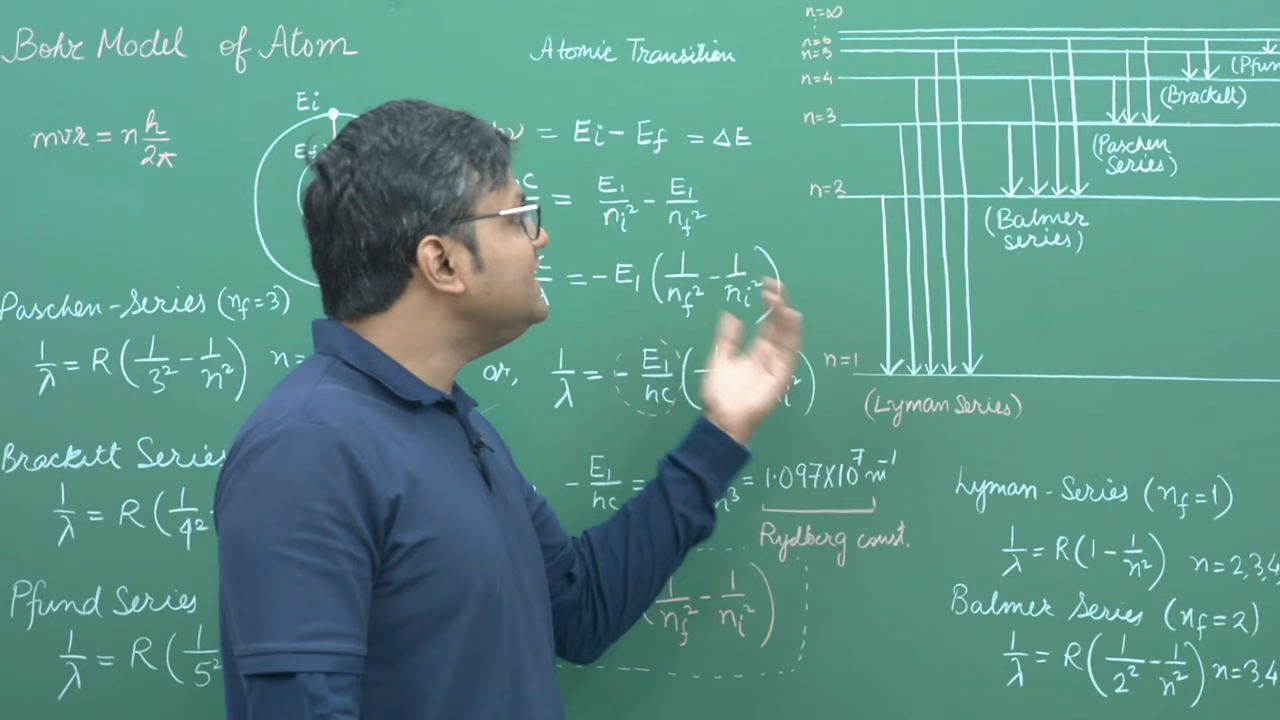 Bohr Model of Atom
mvr = n h/2π
Ei
Ef
Paschen-Series (nf=3)
1/λ = R(1/3² - 1/n²) n=
Brackett Series
1/λ = R(1/4²
Pfund Series
1/λ = R(1/5²
Atomic Transition
ν = Ei - Ef = ΔE
= E1/ni² - E1/nf²
= -E1(1/nf² - 1/ni²)
or, 1/λ = - E1/hc (
- E1/hc = = 1.097X10⁷ m⁻¹
Rydberg const.
(1/nf² - 1/ni²)
n=∞
n=6
n=5
n=4
n=3
n=2
n=1
(Pfun
(Brackett)
(Paschen
Series)
(Balmer
series)
(Lyman Series)
Lyman-Series (nf=1)
1/λ = R(1 - 1/n²) n=2,3,4
Balmer Series (nf=2)
1/λ = R(1/2² - 1/n²) n=3,4